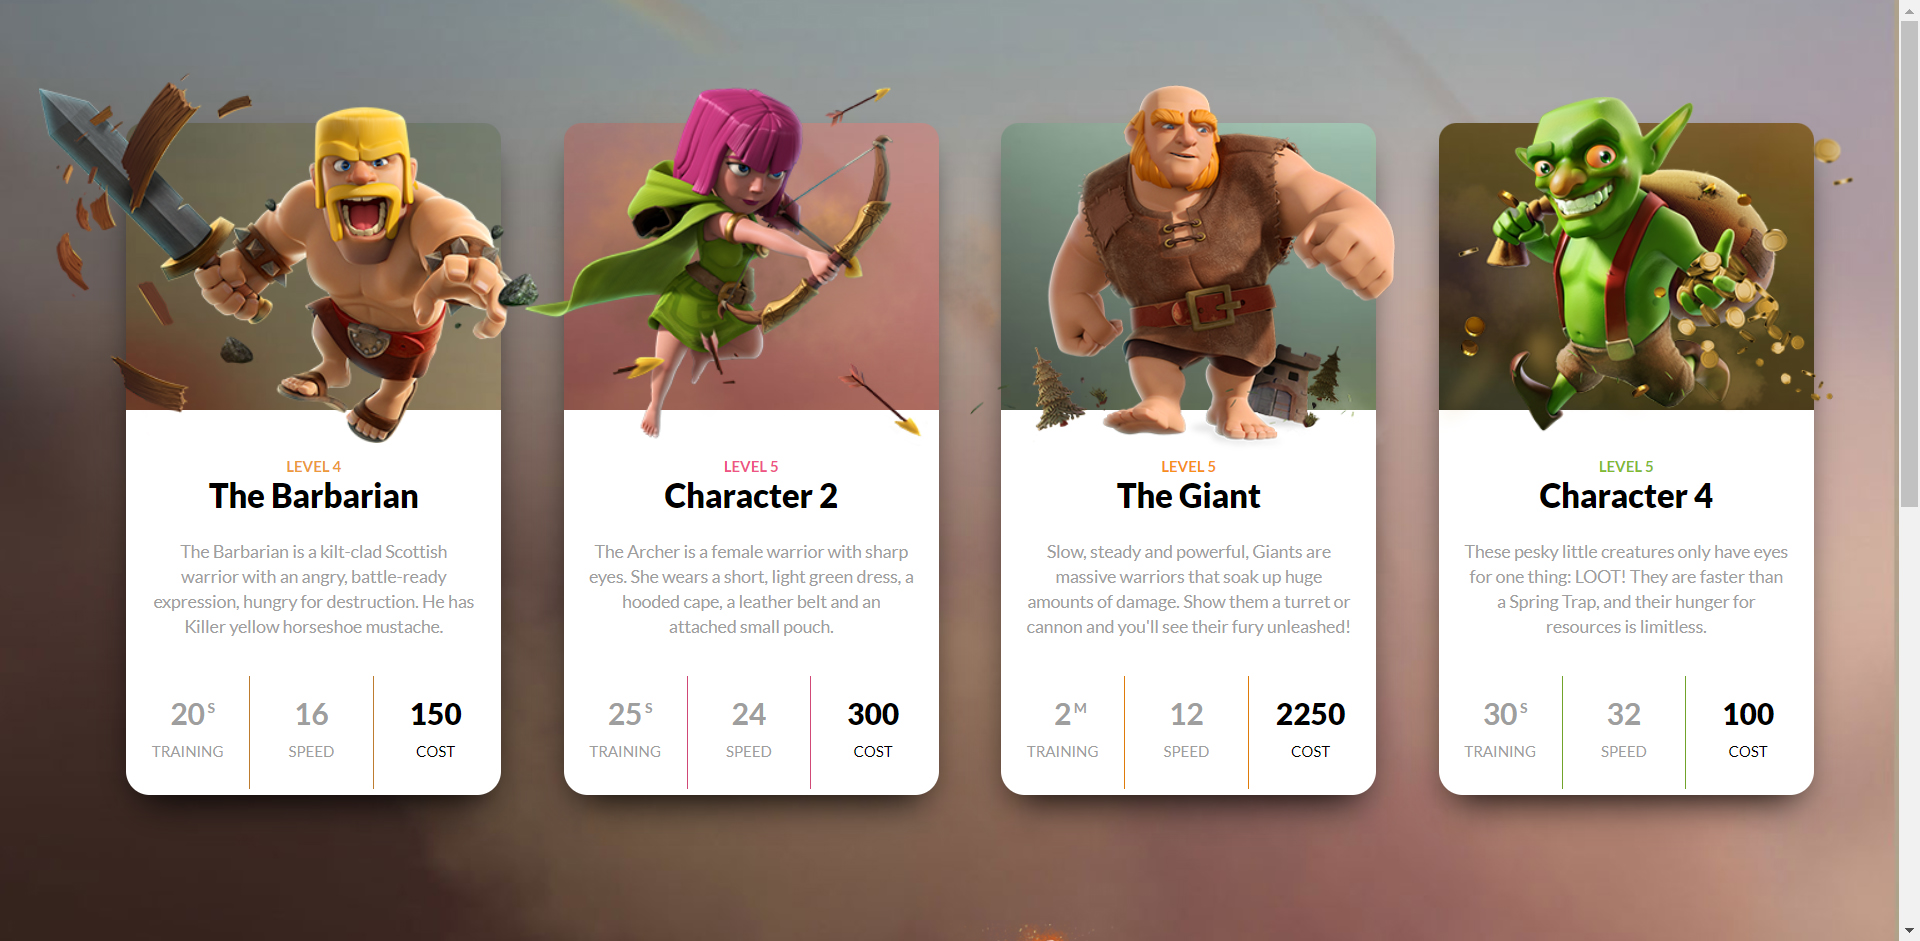 LEVEL 4
The Barbarian
The Barbarian is a kilt-clad Scottish
warrior with an angry, battle-ready
expression, hungry for destruction. He has
Killer yellow horseshoe mustache.
20S
TRAINING
16
SPEED
150
COST
LEVEL 5
Character 2
The Archer is a female warrior with sharp
eyes. She wears a short, light green dress, a
hooded cape, a leather belt and an
attached small pouch.
25S
TRAINING
24
SPEED
300
COST
LEVEL 5
The Giant
Slow, steady and powerful, Giants are
massive warriors that soak up huge
amounts of damage. Show them a turret or
cannon and you'll see their fury unleashed!
2M
TRAINING
12
SPEED
2250
COST
LEVEL 5
Character 4
These pesky little creatures only have eyes
for one thing: LOOT! They are faster than
a Spring Trap, and their hunger for
resources is limitless.
30S
TRAINING
32
SPEED
100
COST